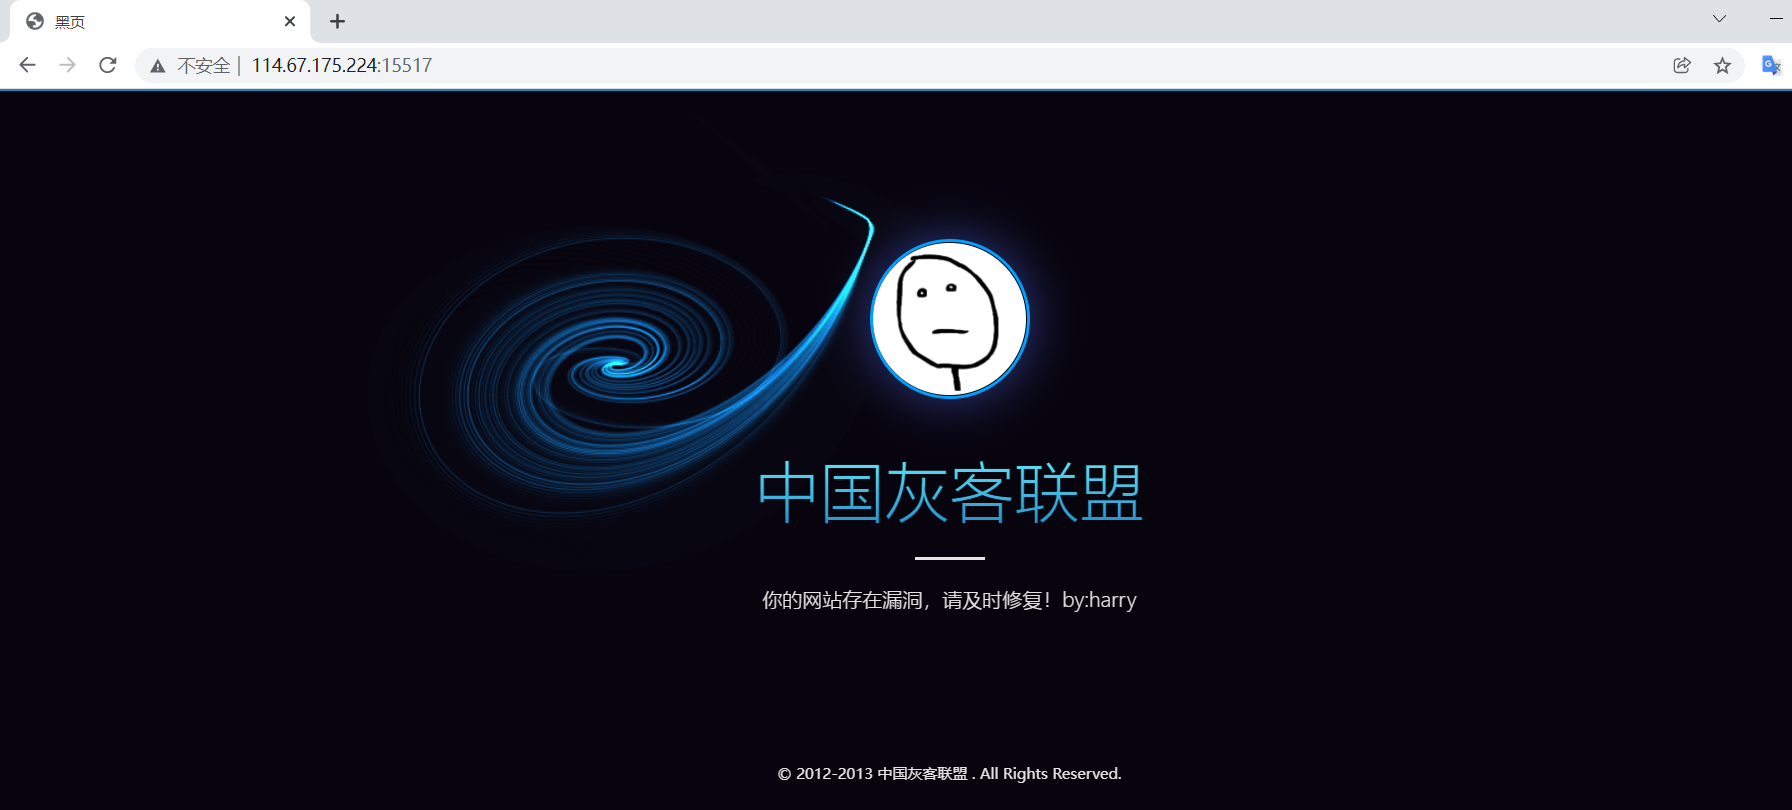 黑页
不安全 | 114.67.175.224:15517
中国灰客联盟
你的网站存在漏洞，请及时修复！by:harry
© 2012-2013 中国灰客联盟 . All Rights Reserved.